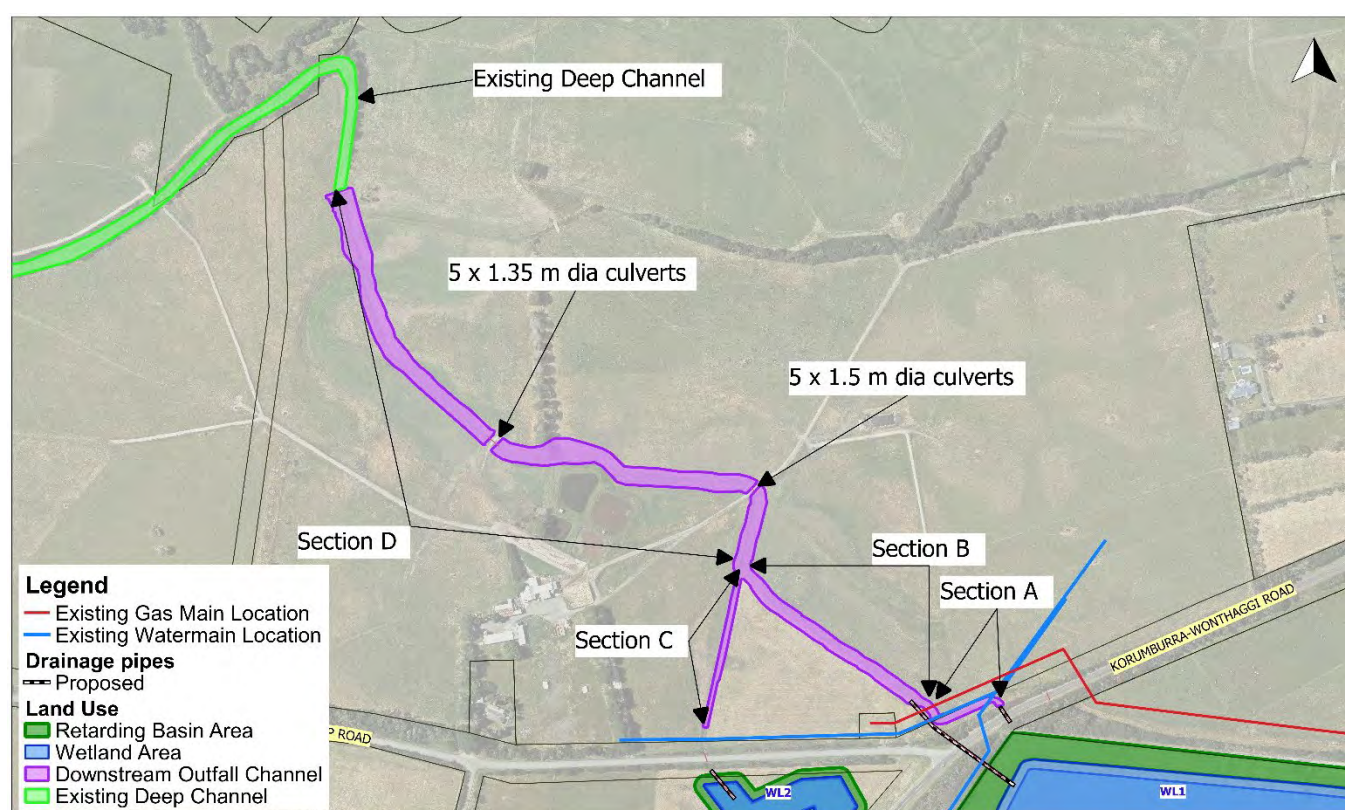 Existing Deep Channel
5 x 1.35 m dia culverts
5 x 1.5 m dia culverts
Section D
Section B
Section A
Section C
KORUMBURRA-WONTHAGGI ROAD
P ROAD
WL2
WL1
Legend
Existing Gas Main Location
Existing Watermain Location
Drainage pipes
Proposed
Land Use
Retarding Basin Area
Wetland Area
Downstream Outfall Channel
Existing Deep Channel